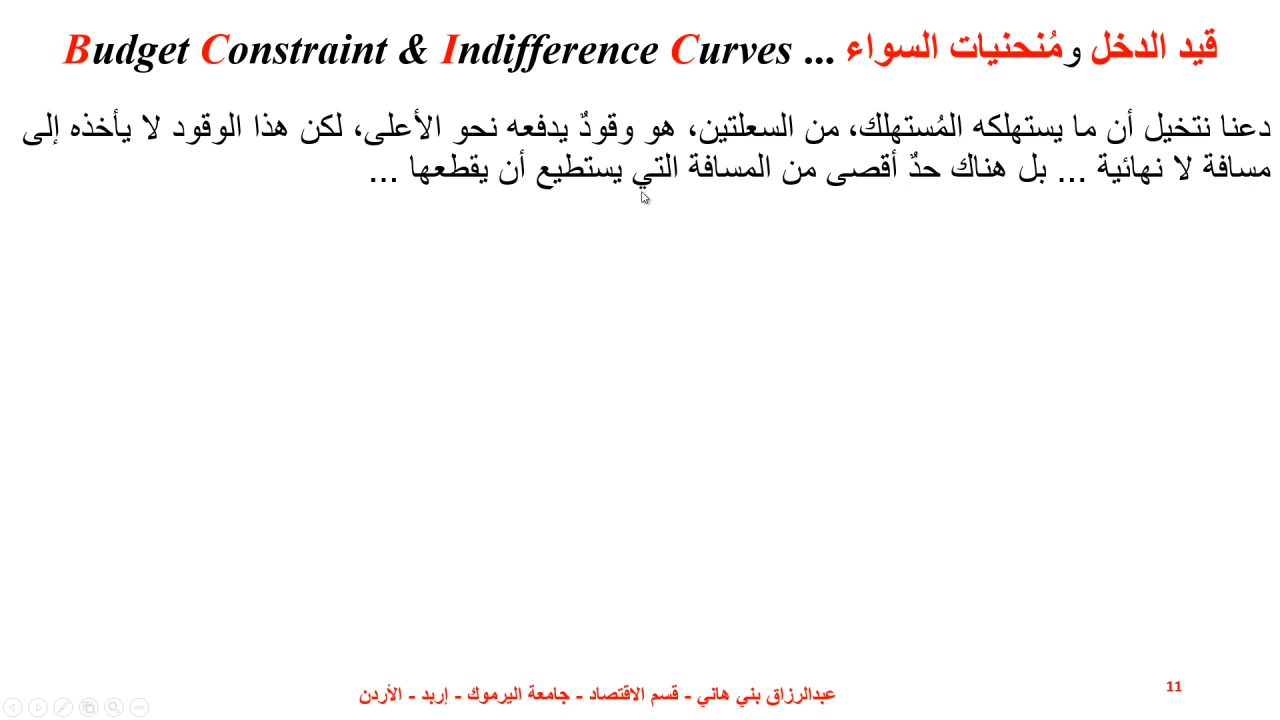 قيد الدخل ومُنحنيات السواء ... Budget Constraint & Indifference Curves
دعنا نتخيل أن ما يستهلكه المُستهلك، من السعلتين، هو وقودٌ يدفعه نحو الأعلى، لكن هذا الوقود لا يأخذه إلى
مسافة لا نهائية ... بل هناك حدٌ أقصى من المسافة التي يستطيع أن يقطعها ...
عبدالرزاق بني هاني - قسم الاقتصاد - جامعة اليرموك - إربد - الأردن
11